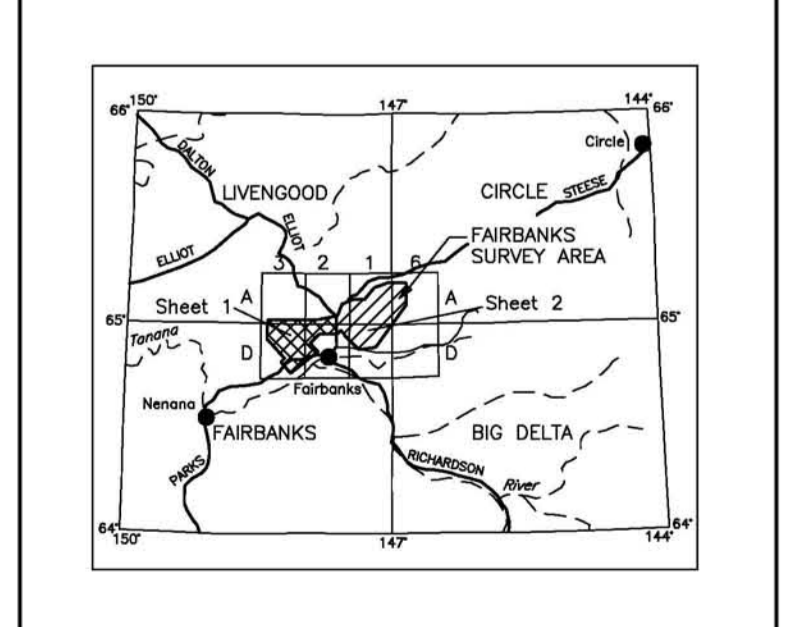 66° 150° 147° 144° 66°
Circle
DALTON
LIVENGOOD
CIRCLE STEESE
ELLIOT
FAIRBANKS
SURVEY AREA
ELLIOT
3 2 1 6
A A
Sheet 1 Sheet 2
65° 65°
Tanana
D D
Fairbanks
Nenana
FAIRBANKS
BIG DELTA
PARKS
RICHARDSON
River
64° 150° 147° 144° 64°